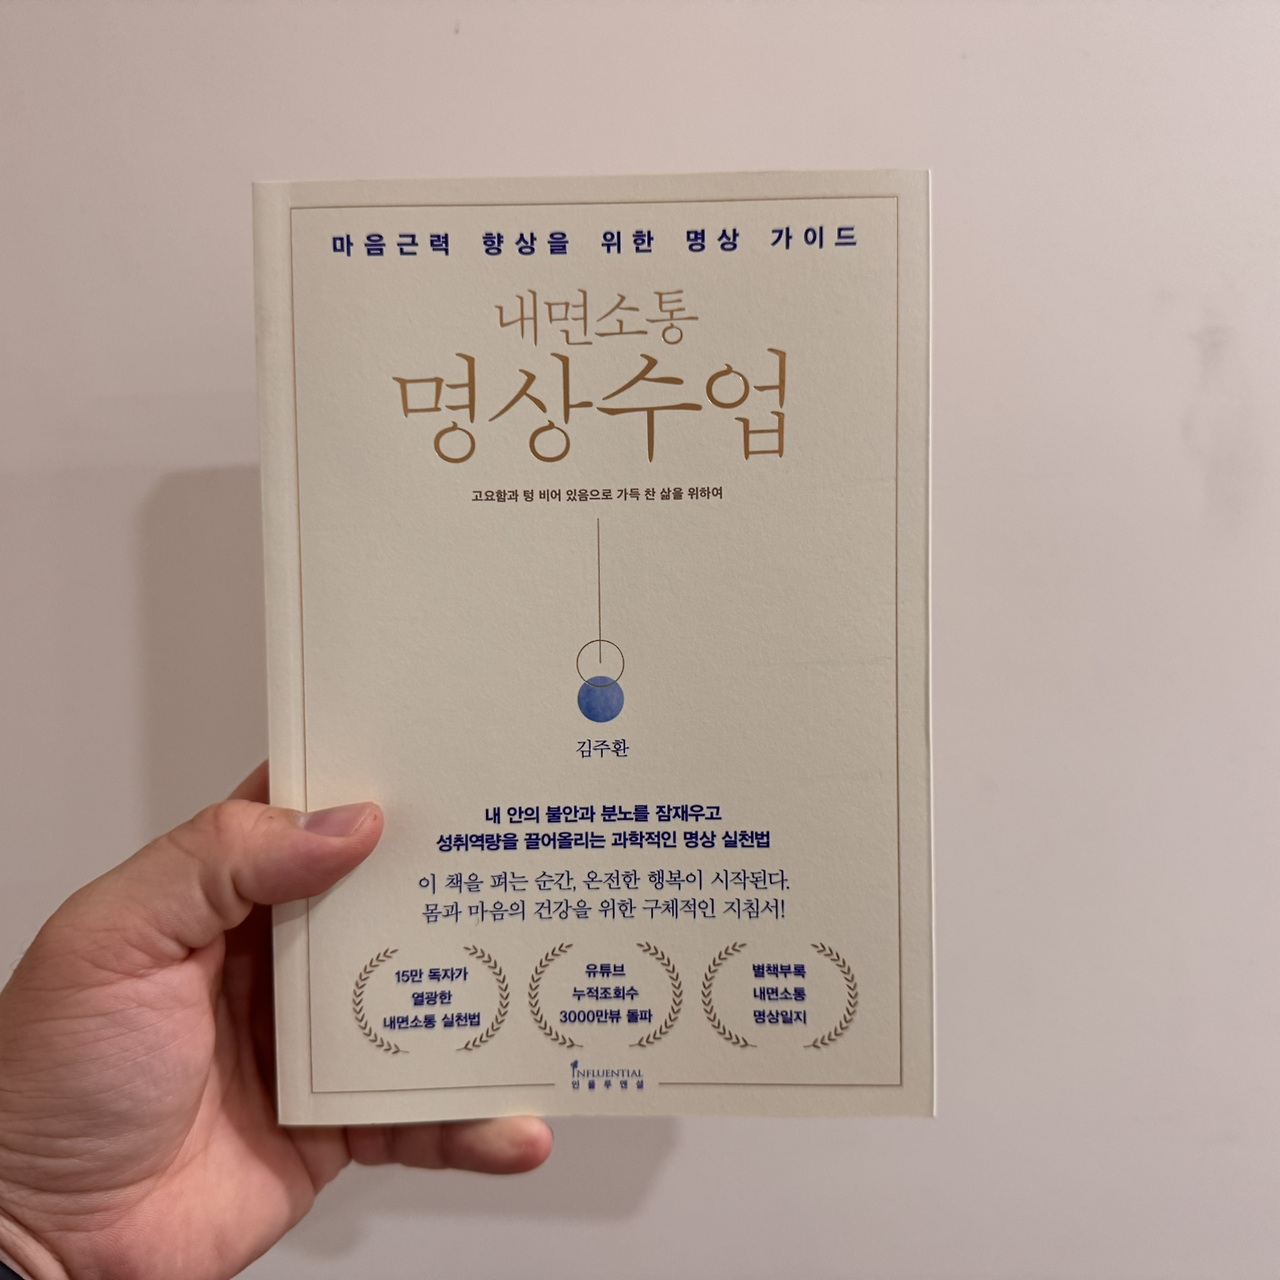 마음근력 향상을 위한 명상 가이드
내면소통
명상수업
고요함과 텅 비어 있음으로 가득 찬 삶을 위하여
김주환
내 안의 불안과 분노를 잠재우고
성취역량을 끌어올리는 과학적인 명상 실천법
이 책을 펴는 순간, 온전한 행복이 시작된다.
몸과 마음의 건강을 위한 구체적인 지침서!
15만 독자가
열광한
내면소통 실천법
유튜브
누적조회수
3000만뷰 돌파
별책부록
내면소통
명상일지
INFLUENTIAL
인플루엔셜